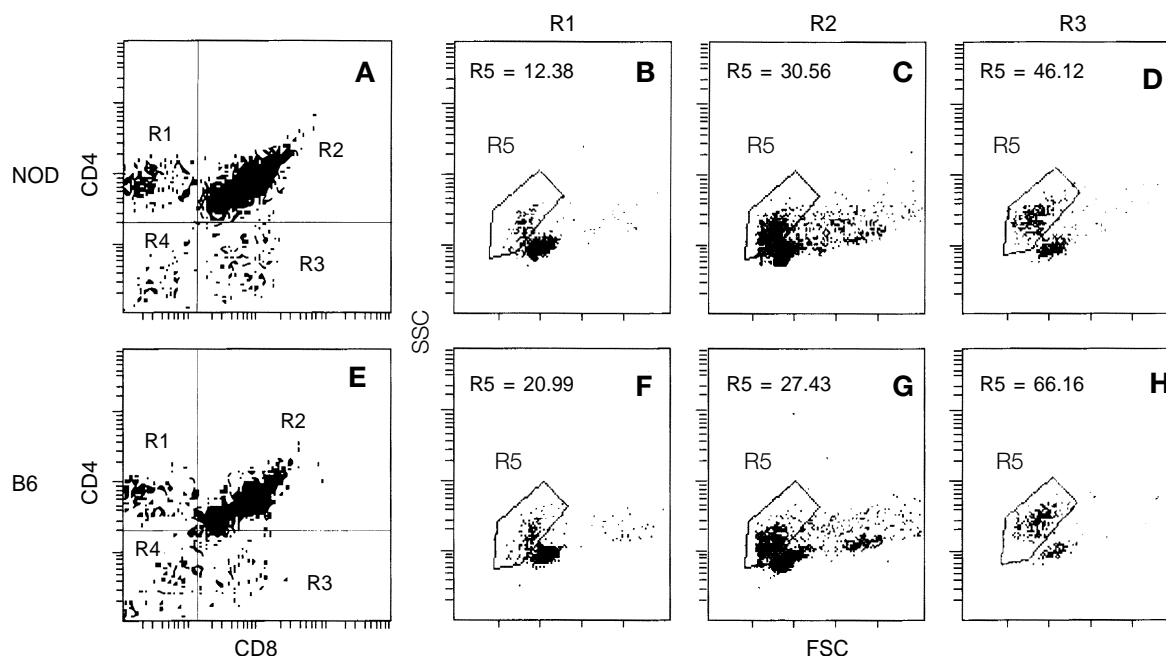 R1 R2 R3
A
R1
R2
R4
R3
NOD
CD4
R5 = 12.38 B
R5
R5 = 30.56 C
R5
R5 = 46.12 D
R5
SSC
E
R1
R2
R4
R3
B6
CD4
CD8
R5 = 20.99 F
R5
R5 = 27.43 G
R5
R5 = 66.16 H
R5
FSC